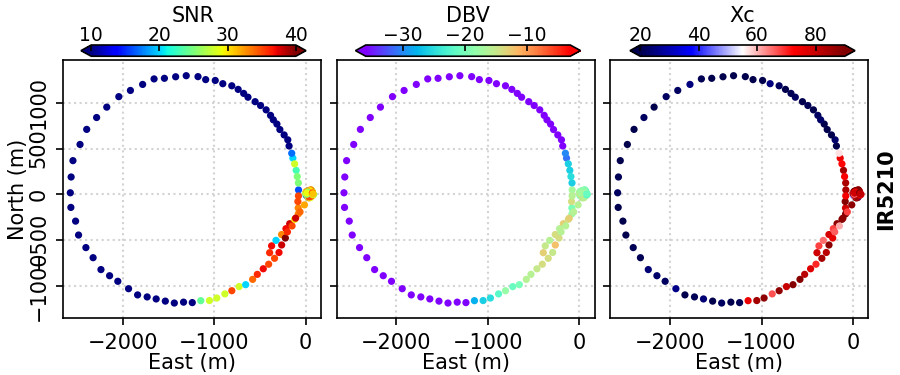 SNR DBV Xc
10 20 30 40 −30 −20 −10 20 40 60 80
1000
500
0
−500
−1000
North (m)
−2000 −1000 0 −2000 −1000 0 −2000 −1000 0
East (m) East (m) East (m)
IR5210